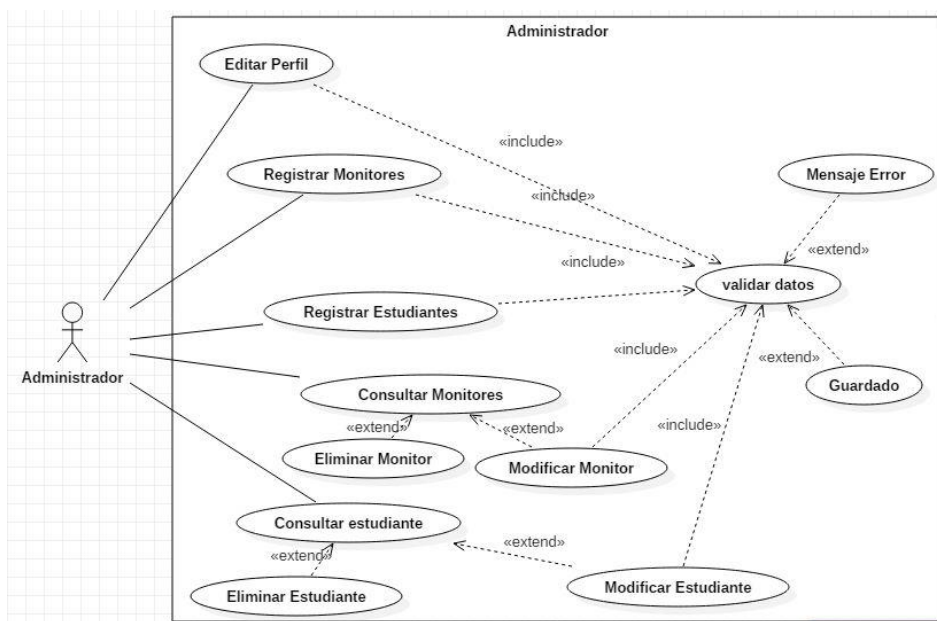 Administrador
Editar Perfil
«include»
Registrar Monitores
Mensaje Error
«include»
«extend»
«include»
validar datos
Registrar Estudiantes
«include»
«extend»
Administrador
Consultar Monitores
Guardado
«extend»
«extend»
«include»
Eliminar Monitor
Modificar Monitor
Consultar estudiante
«extend»
«extend»
Eliminar Estudiante
Modificar Estudiante